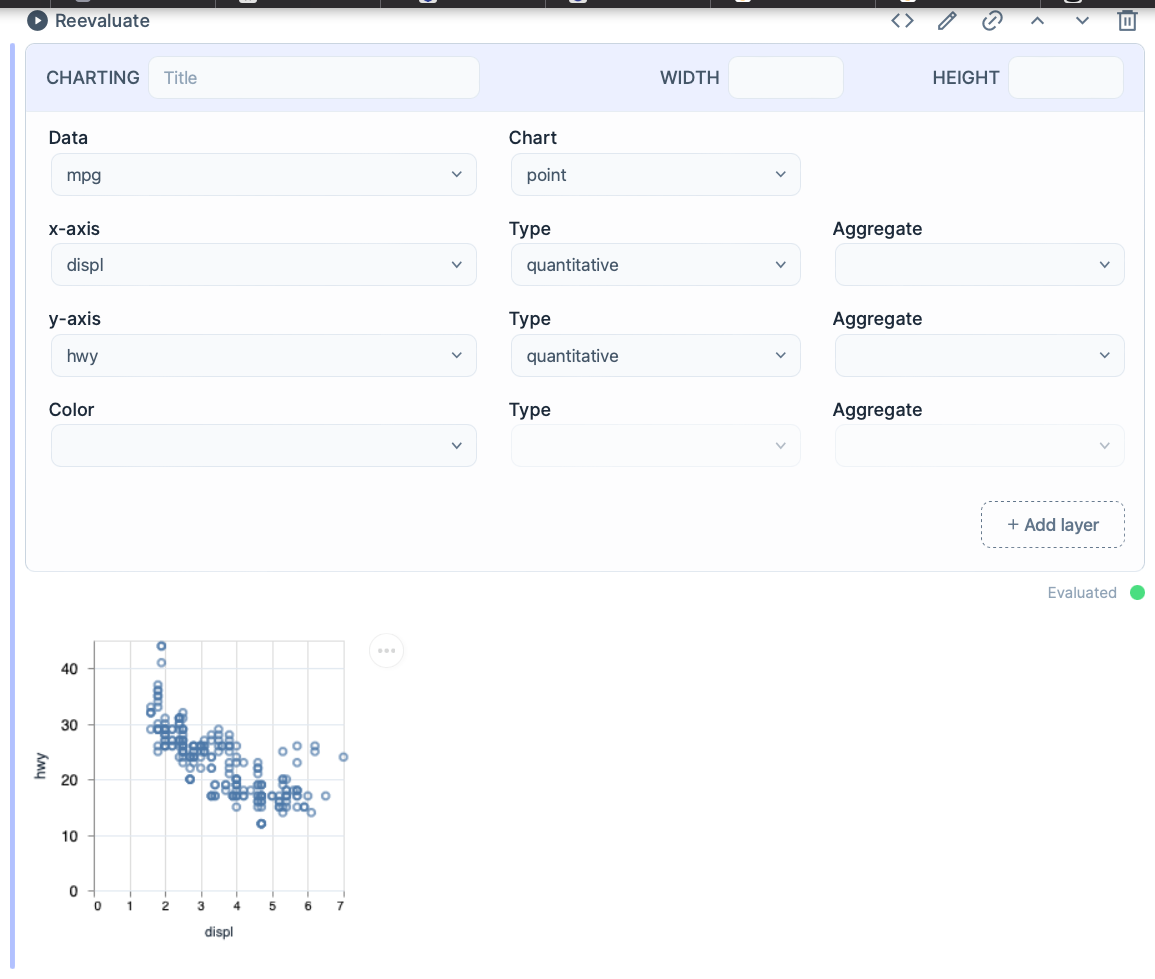 Reevaluate
CHARTING Title WIDTH HEIGHT
Data Chart
mpg point
x-axis Type Aggregate
displ quantitative
y-axis Type Aggregate
hwy quantitative
Color Type Aggregate
+ Add layer
Evaluated
40
30
20
10
0
hwy
0 1 2 3 4 5 6 7
displ